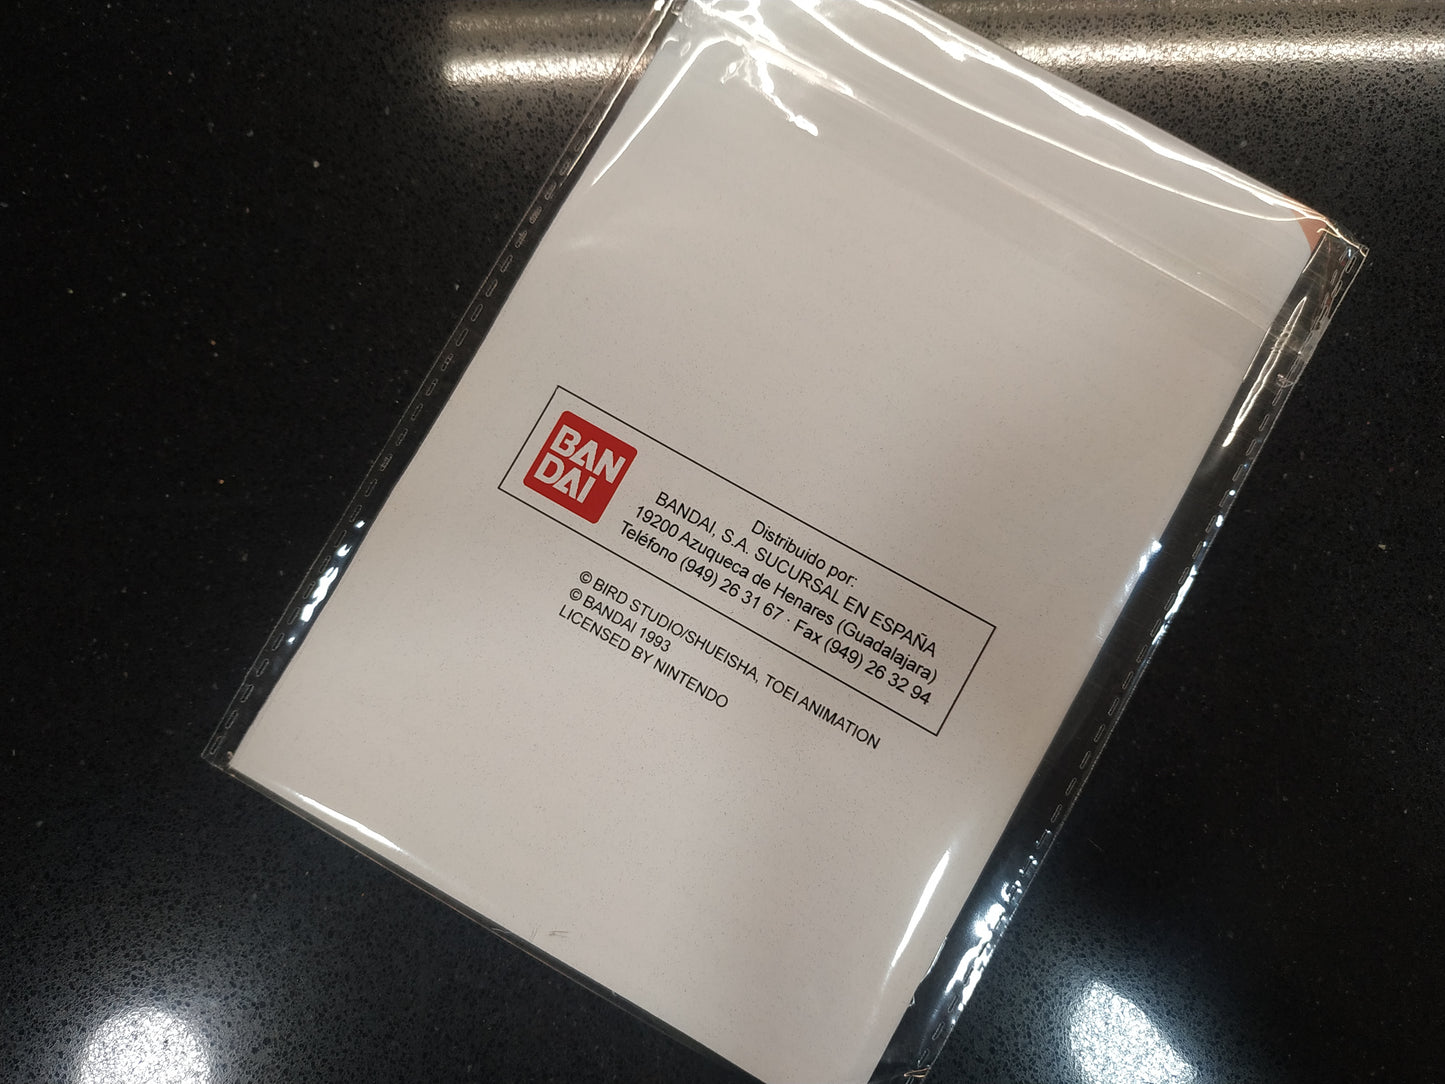 BAN
DAI
Distribuido por:
BANDAI, S.A. SUCURSAL EN ESPAÑA
19200 Azuqueca de Henares (Guadalajara)
Teléfono (949) 26 31 67 · Fax (949) 26 32 94
© BIRD STUDIO/SHUEISHA, TOEI ANIMATION
© BANDAI 1993
LICENSED BY NINTENDO